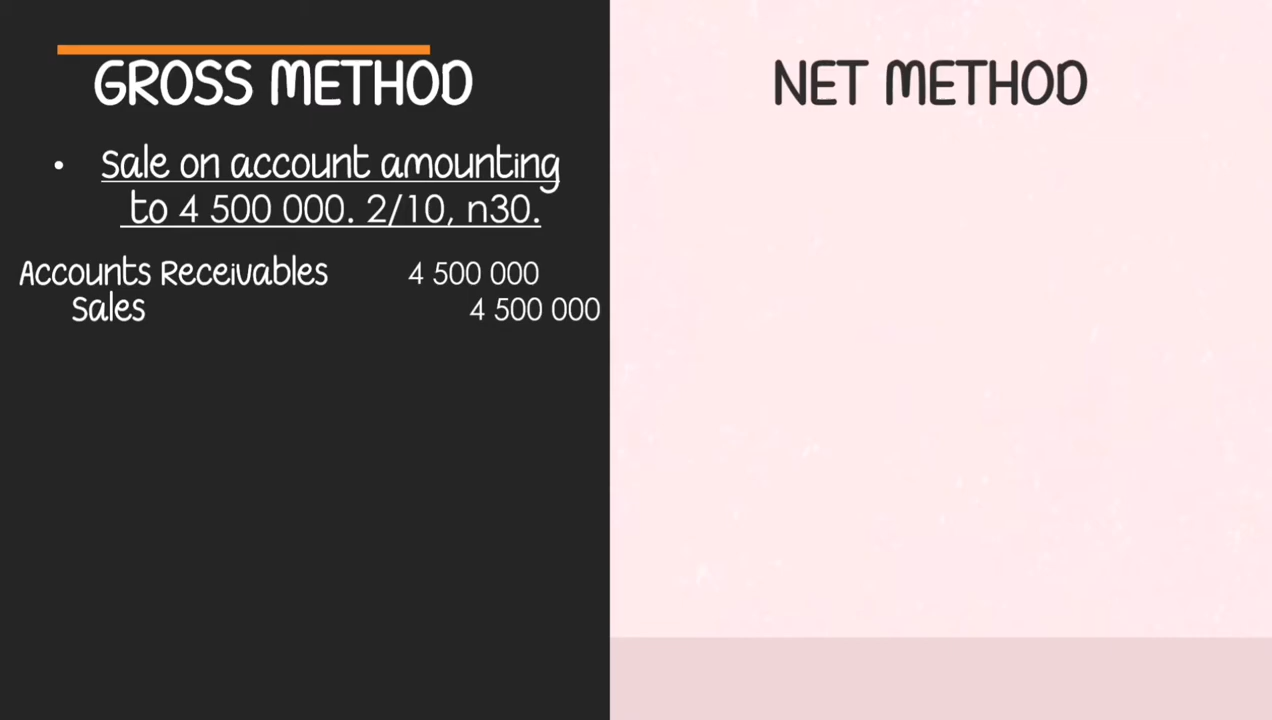 GROSS METHOD
• Sale on account amounting
to 4 500 000. 2/10, n30.
Accounts Receivables 4 500 000
Sales 4 500 000
NET METHOD